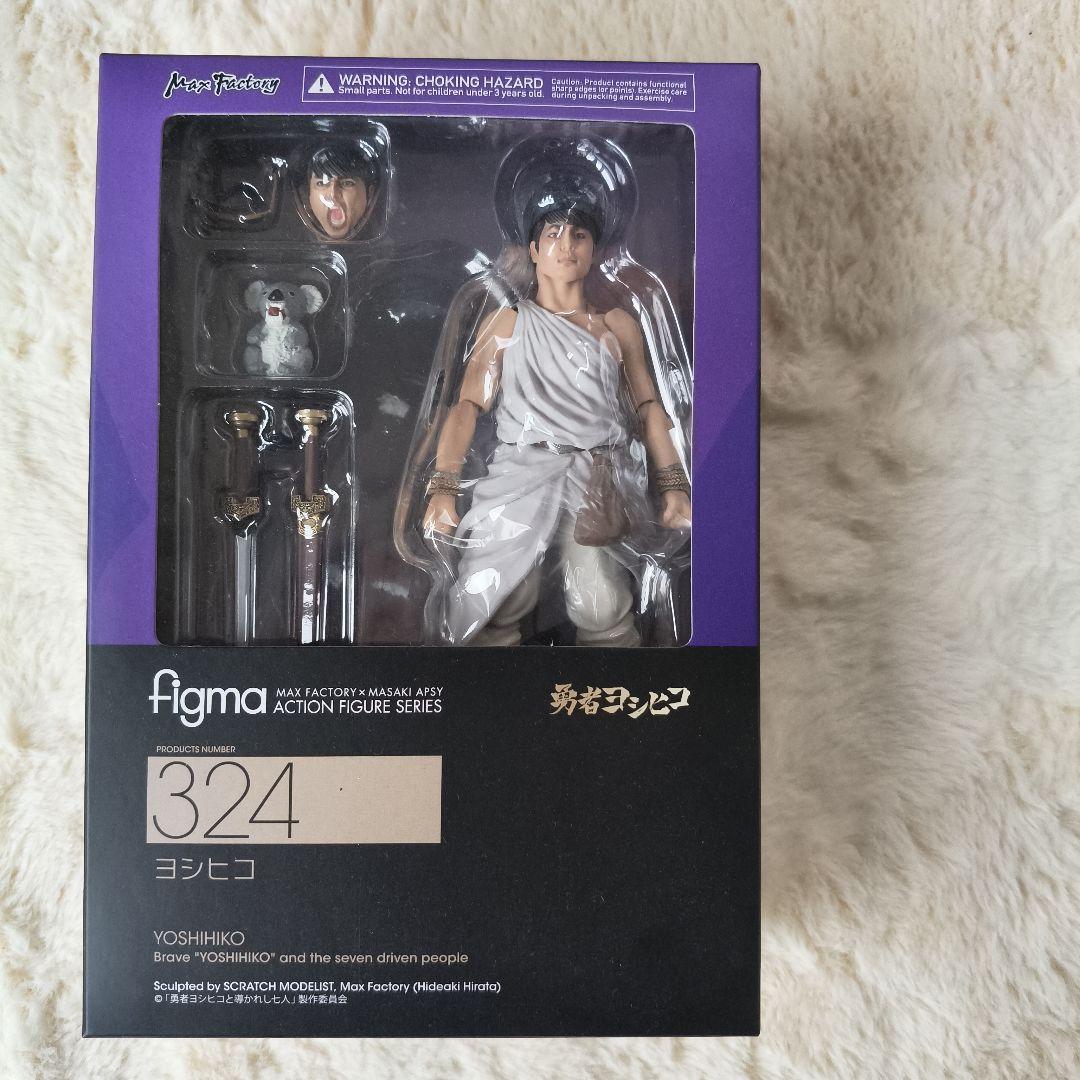 Max Factory
WARNING: CHOKING HAZARD
Small parts. Not for children under 3 years old.
Caution: Product contains functional
sharp edges (or points). Exercise care
during unpacking and assembly.
figma
MAX FACTORY × MASAKI APSY
ACTION FIGURE SERIES
勇者ヨシヒコ
PRODUCTS NUMBER
324
ヨシヒコ
YOSHIHIKO
Brave "YOSHIHIKO" and the seven driven people
Sculpted by SCRATCH MODELIST, Max Factory (Hideaki Hirata)
©「勇者ヨシヒコと導かれし七人」製作委員会